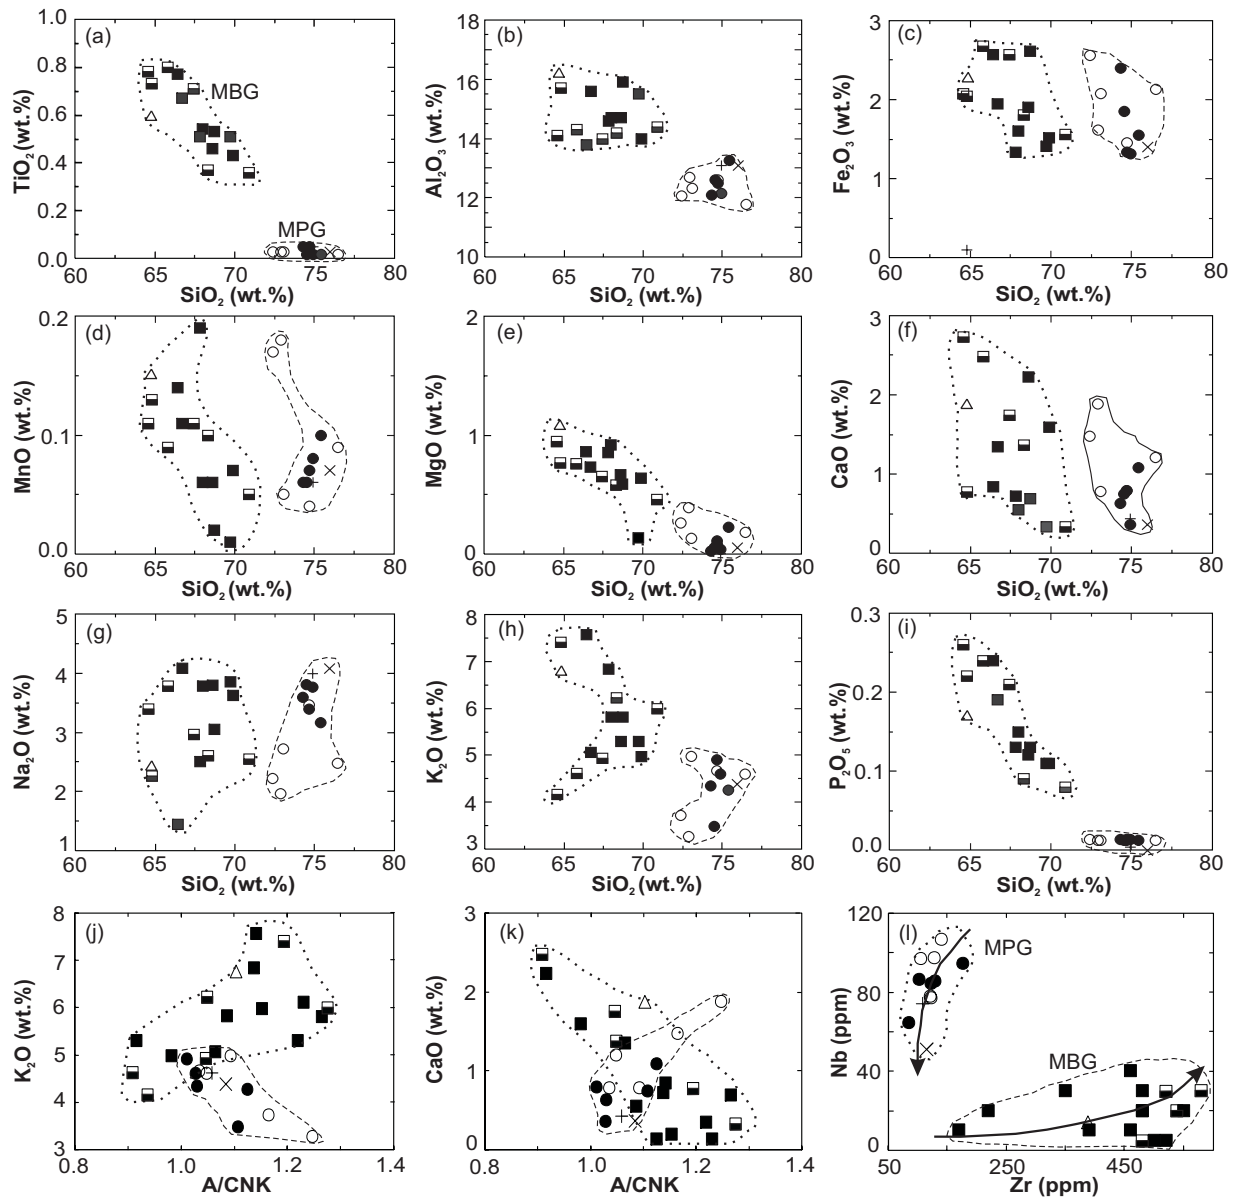 (a)
MBG
MPG
TiO2 (wt.%)
1.0
0.8
0.6
0.4
0.2
0.0
60 65 70 75 80
SiO2 (wt.%)
(b)
Al2O3 (wt.%)
18
16
14
12
10
60 65 70 75 80
SiO2 (wt.%)
(c)
Fe2O3 (wt.%)
3
2
1
0
60 65 70 75 80
SiO2 (wt.%)
(d)
MnO (wt.%)
0.2
0.1
0.0
60 65 70 75 80
SiO2 (wt.%)
(e)
MgO (wt.%)
2
1
0
60 65 70 75 80
SiO2 (wt.%)
(f)
CaO (wt.%)
3
2
1
0
60 65 70 75 80
SiO2 (wt.%)
(g)
Na2O (wt.%)
5
4
3
2
1
60 65 70 75 80
SiO2 (wt.%)
(h)
K2O (wt.%)
8
7
6
5
4
3
60 65 70 75 80
SiO2 (wt.%)
(i)
P2O5 (wt.%)
0.3
0.2
0.1
0.0
60 65 70 75 80
SiO2 (wt.%)
(j)
K2O (wt.%)
8
7
6
5
4
3
0.8 1.0 1.2 1.4
A/CNK
(k)
CaO (wt.%)
3
2
1
0
0.8 1.0 1.2 1.4
A/CNK
(l)
MPG
MBG
Nb (ppm)
120
80
40
0
50 250 450
Zr (ppm)